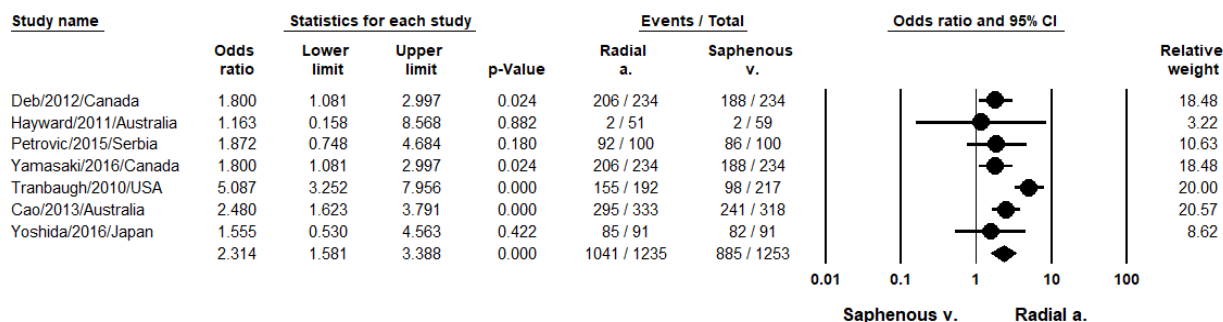 Study name Statistics for each study Events / Total Odds ratio and 95% CI
Odds Lower Upper Radial Saphenous Relative
ratio limit limit p-Value a. v. weight
Deb/2012/Canada 1.800 1.081 2.997 0.024 206 / 234 188 / 234 18.48
Hayward/2011/Australia 1.163 0.158 8.568 0.882 2 / 51 2 / 59 3.22
Petrovic/2015/Serbia 1.872 0.748 4.684 0.180 92 / 100 86 / 100 10.63
Yamasaki/2016/Canada 1.800 1.081 2.997 0.024 206 / 234 188 / 234 18.48
Tranbaugh/2010/USA 5.087 3.252 7.956 0.000 155 / 192 98 / 217 20.00
Cao/2013/Australia 2.480 1.623 3.791 0.000 295 / 333 241 / 318 20.57
Yoshida/2016/Japan 1.555 0.530 4.563 0.422 85 / 91 82 / 91 8.62
2.314 1.581 3.388 0.000 1041 / 1235 885 / 1253
0.01 0.1 1 10 100
Saphenous v. Radial a.